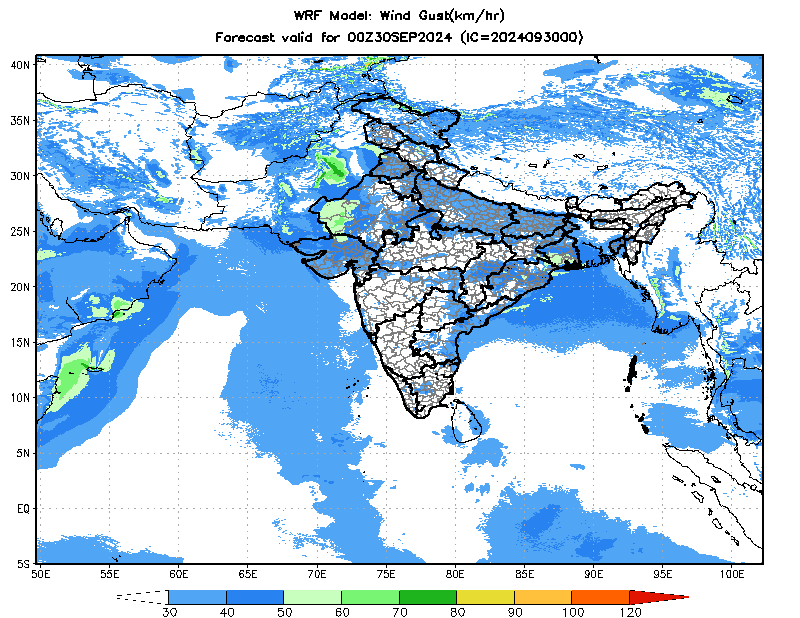 WRF Model: Wind Gust(km/hr)
Forecast valid for 00Z30SEP2024 (IC=2024093000)
40N
35N
30N
25N
20N
15N
10N
5N
EQ
5S
50E 55E 60E 65E 70E 75E 80E 85E 90E 95E 100E
30 40 50 60 70 80 90 100 120